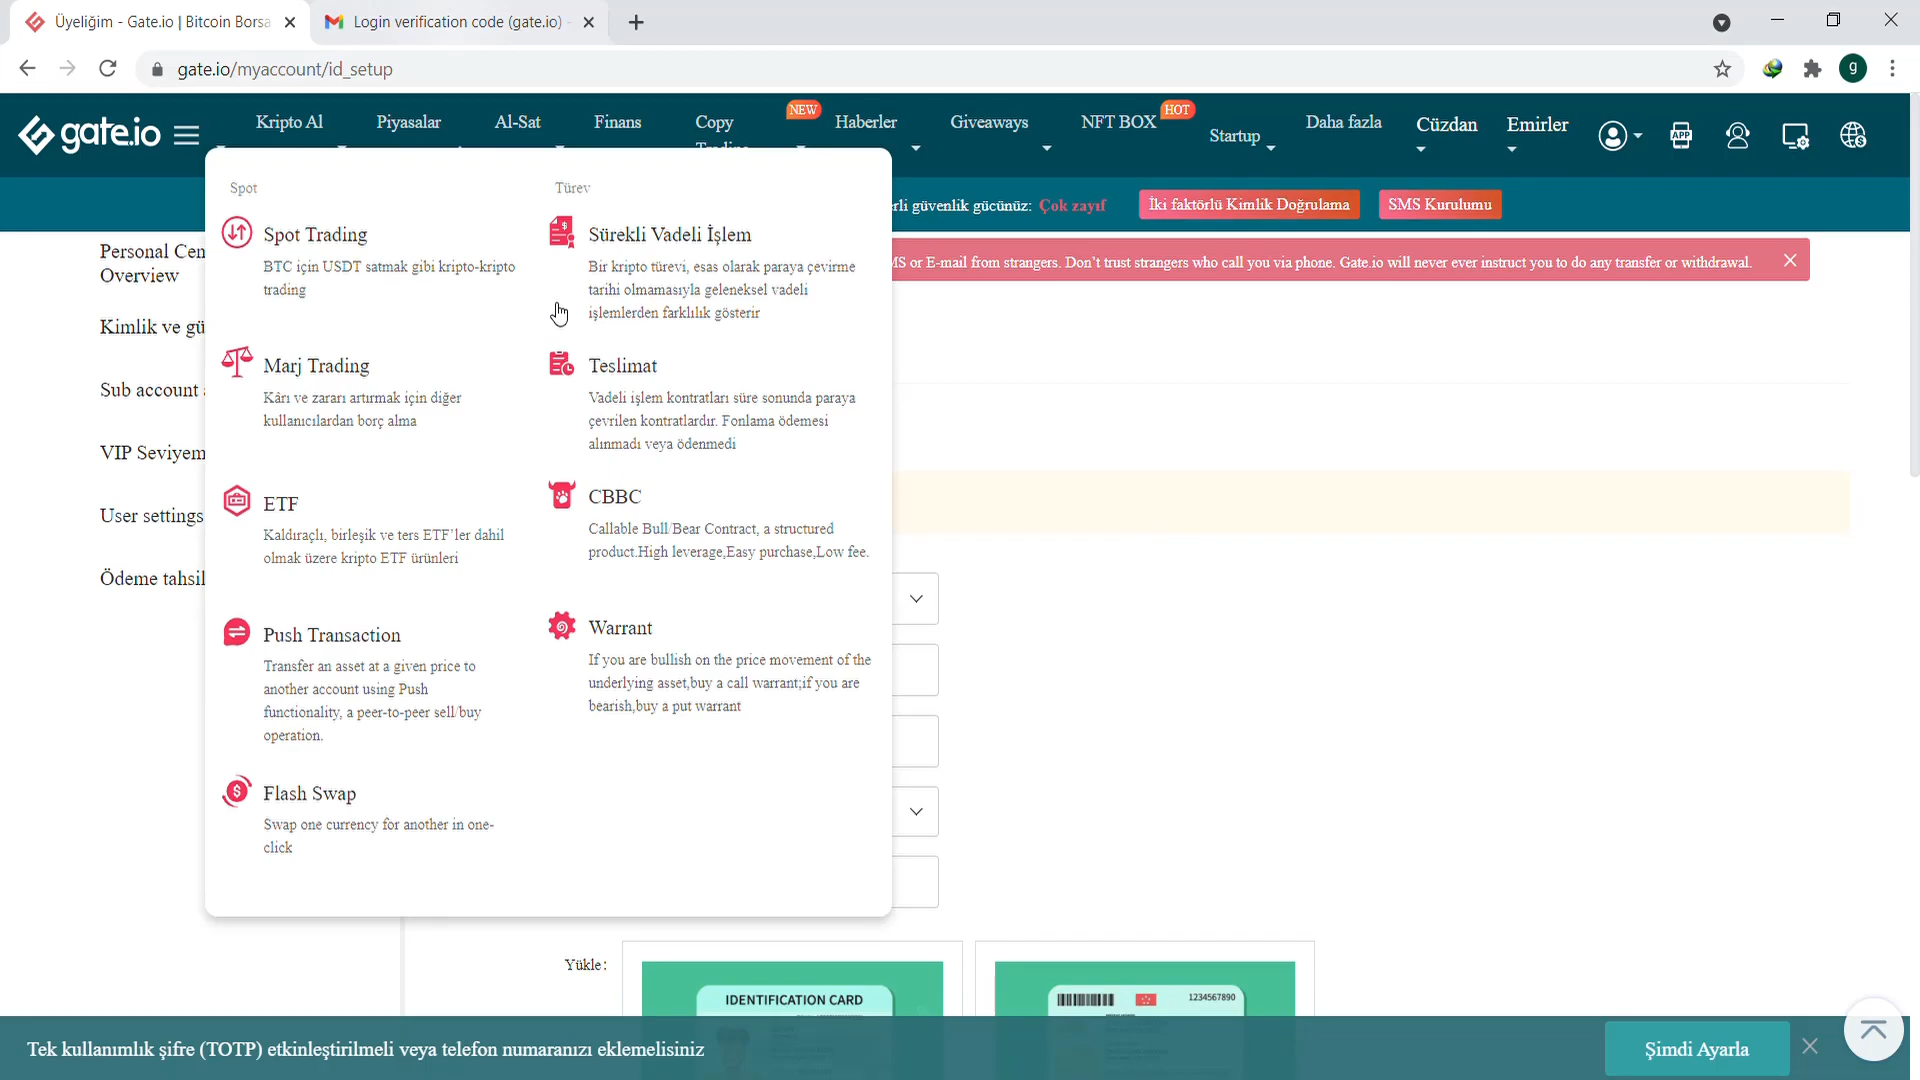 Üyeliğim - Gate.io | Bitcoin Borsa
Login verification code (gate.io) -
gate.io/myaccount/id_setup
g
gate.io
Kripto Al
Piyasalar
Al-Sat
Finans
Copy
NEW
Haberler
Giveaways
NFT BOX
HOT
Startup
Daha fazla
Cüzdan
Emirler
APP
rli güvenlik gücünüz: Çok zayıf
İki faktörlü Kimlik Doğrulama
SMS Kurulumu
MS or E-mail from strangers. Don't trust strangers who call you via phone. Gate.io will never ever instruct you to do any transfer or withdrawal.
Personal Cen
Overview
Kimlik ve gü
Sub account
VIP Seviyem
User settings
Ödeme tahsil
Spot
Spot Trading
BTC için USDT satmak gibi kripto-kripto
trading
Marj Trading
Kârı ve zararı artırmak için diğer
kullanıcılardan borç alma
ETF
Kaldıraçlı, birleşik ve ters ETF'ler dahil
olmak üzere kripto ETF ürünleri
Push Transaction
Transfer an asset at a given price to
another account using Push
functionality, a peer-to-peer sell/buy
operation.
Flash Swap
Swap one currency for another in one-
click
Türev
Sürekli Vadeli İşlem
Bir kripto türevi, esas olarak paraya çevirme
tarihi olmamasıyla geleneksel vadeli
işlemlerden farklılık gösterir
Teslimat
Vadeli işlem kontratları süre sonunda paraya
çevrilen kontratlardır. Fonlama ödemesi
alınmadı veya ödenmedi
CBBC
Callable Bull/Bear Contract, a structured
product.High leverage,Easy purchase,Low fee.
Warrant
If you are bullish on the price movement of the
underlying asset,buy a call warrant;if you are
bearish,buy a put warrant
Yükle:
IDENTIFICATION CARD
1234567890
Tek kullanımlık şifre (TOTP) etkinleştirilmeli veya telefon numaranızı eklemelisiniz
Şimdi Ayarla